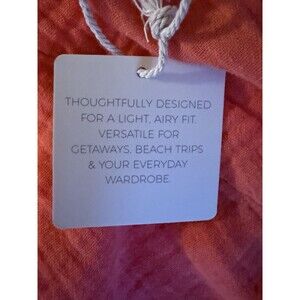 THOUGHTFULLY DESIGNED
FOR A LIGHT, AIRY FIT.
VERSATILE FOR
GETAWAYS, BEACH TRIPS
& YOUR EVERYDAY
WARDROBE.